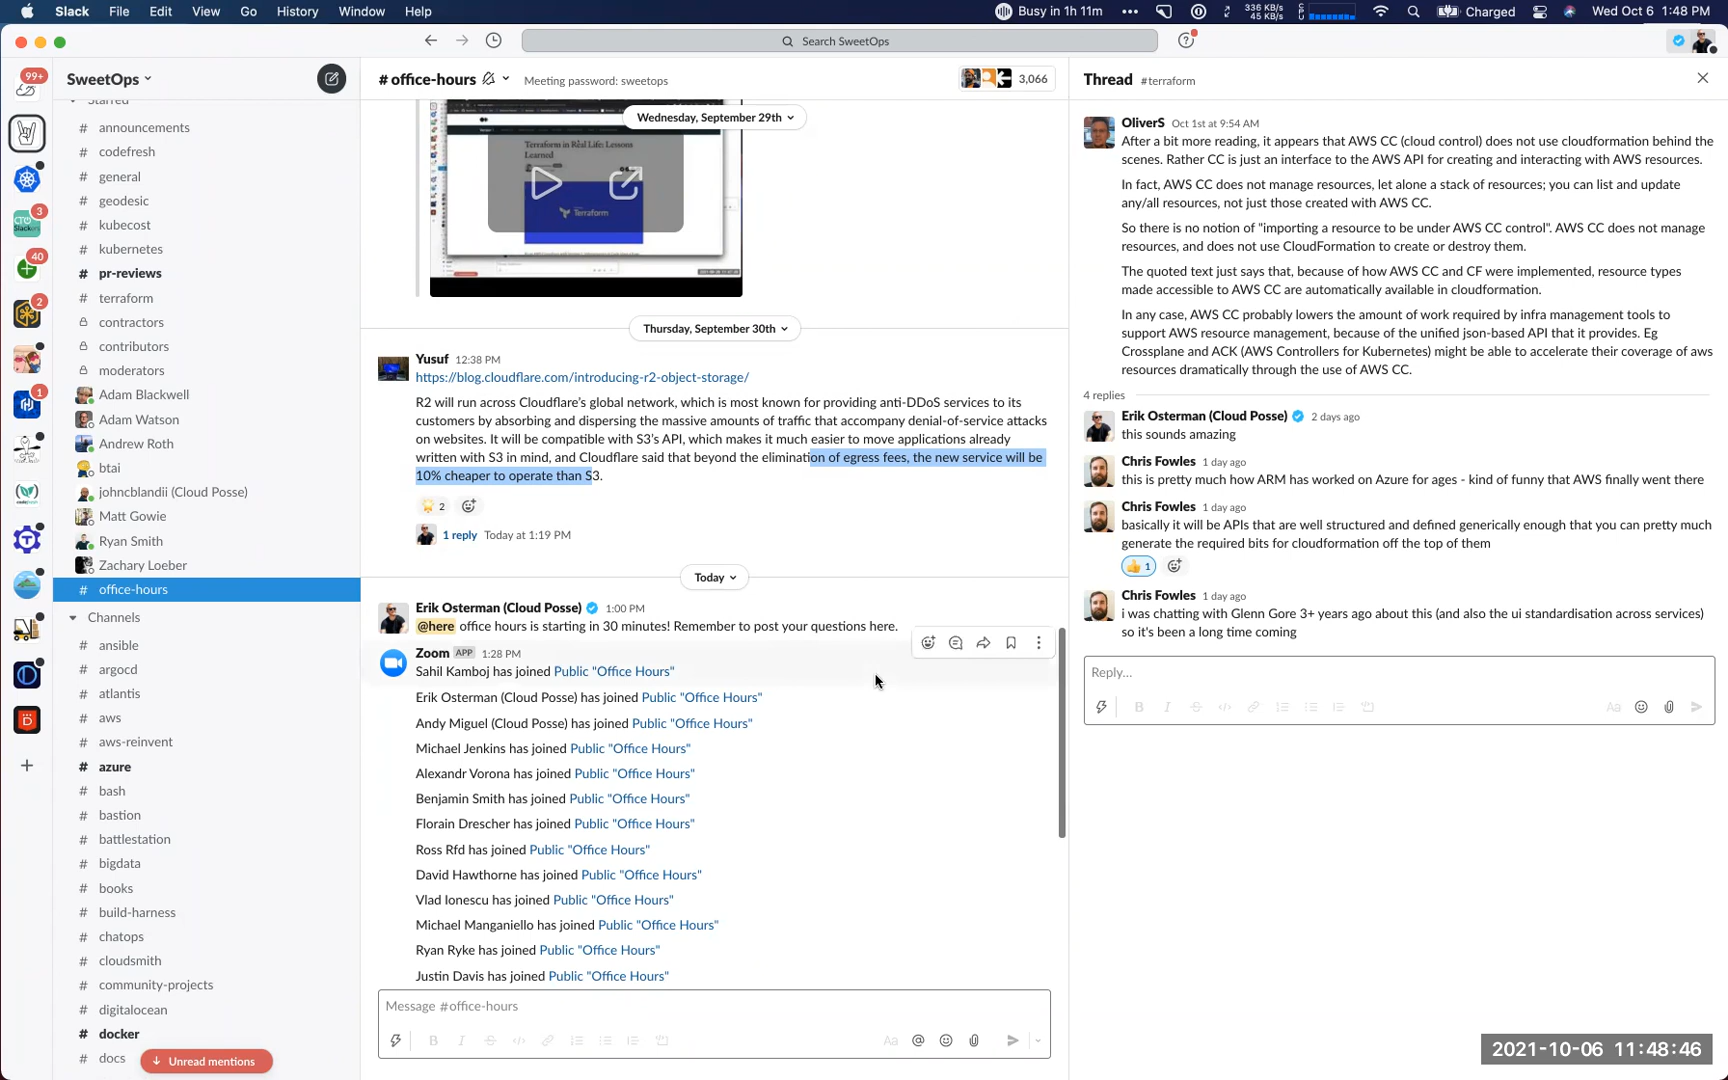 Slack File Edit View Go History Window Help
Busy in 1h 11m
336 KB/s
45 KB/s
Charged
Wed Oct 6 1:48 PM
Search SweetOps
99+
3
40
2
1
SweetOps
Starred
# announcements
# codefresh
# general
# geodesic
# kubecost
# kubernetes
# pr-reviews
# terraform
contractors
contributors
moderators
Adam Blackwell
Adam Watson
Andrew Roth
btai
johncblandii (Cloud Posse)
Matt Gowie
Ryan Smith
Zachary Loeber
# office-hours
Channels
# ansible
# argocd
# atlantis
# aws
# aws-reinvent
# azure
# bash
# bastion
# battlestation
# bigdata
# books
# build-harness
# chatops
# cloudsmith
# community-projects
# digitalocean
# docker
# docs
Unread mentions
# office-hours
Meeting password: sweetops
3,066
Wednesday, September 29th
Terraform in Real Life: Lessons
Learned
Terraform
Thursday, September 30th
Yusuf 12:38 PM
https://blog.cloudflare.com/introducing-r2-object-storage/
R2 will run across Cloudflare's global network, which is most known for providing anti-DDoS services to its
customers by absorbing and dispersing the massive amounts of traffic that accompany denial-of-service attacks
on websites. It will be compatible with S3's API, which makes it much easier to move applications already
written with S3 in mind, and Cloudflare said that beyond the elimination of egress fees, the new service will be
10% cheaper to operate than S3.
2
1 reply Today at 1:19 PM
Today
Erik Osterman (Cloud Posse) 1:00 PM
@here office hours is starting in 30 minutes! Remember to post your questions here.
Zoom APP 1:28 PM
Sahil Kamboj has joined Public "Office Hours"
Erik Osterman (Cloud Posse) has joined Public "Office Hours"
Andy Miguel (Cloud Posse) has joined Public "Office Hours"
Michael Jenkins has joined Public "Office Hours"
Alexandr Vorona has joined Public "Office Hours"
Benjamin Smith has joined Public "Office Hours"
Florain Drescher has joined Public "Office Hours"
Ross Rfd has joined Public "Office Hours"
David Hawthorne has joined Public "Office Hours"
Vlad Ionescu has joined Public "Office Hours"
Michael Manganiello has joined Public "Office Hours"
Ryan Ryke has joined Public "Office Hours"
Justin Davis has joined Public "Office Hours"
Message #office-hours
Thread #terraform
OliverS Oct 1st at 9:54 AM
After a bit more reading, it appears that AWS CC (cloud control) does not use cloudformation behind the
scenes. Rather CC is just an interface to the AWS API for creating and interacting with AWS resources.
In fact, AWS CC does not manage resources, let alone a stack of resources; you can list and update
any/all resources, not just those created with AWS CC.
So there is no notion of "importing a resource to be under AWS CC control". AWS CC does not manage
resources, and does not use CloudFormation to create or destroy them.
The quoted text just says that, because of how AWS CC and CF were implemented, resource types
made accessible to AWS CC are automatically available in cloudformation.
In any case, AWS CC probably lowers the amount of work required by infra management tools to
support AWS resource management, because of the unified json-based API that it provides. Eg
Crossplane and ACK (AWS Controllers for Kubernetes) might be able to accelerate their coverage of aws
resources dramatically through the use of AWS CC.
4 replies
Erik Osterman (Cloud Posse) 2 days ago
this sounds amazing
Chris Fowles 1 day ago
this is pretty much how ARM has worked on Azure for ages - kind of funny that AWS finally went there
Chris Fowles 1 day ago
basically it will be APIs that are well structured and defined generically enough that you can pretty much
generate the required bits for cloudformation off the top of them
1
Chris Fowles 1 day ago
i was chatting with Glenn Gore 3+ years ago about this (and also the ui standardisation across services)
so it's been a long time coming
Reply...
2021-10-06 11:48:46